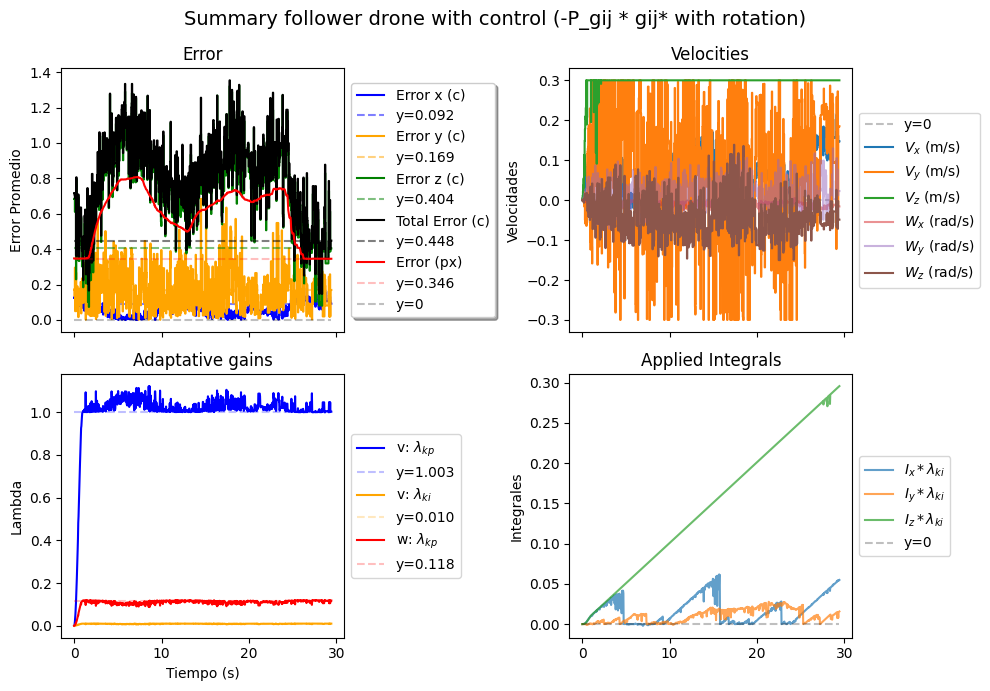 Summary follower drone with control (-P_gij * gij* with rotation)
Error
Error Promedio
1.4
1.2
1.0
0.8
0.6
0.4
0.2
0.0
Error x (c)
y=0.092
Error y (c)
y=0.169
Error z (c)
y=0.404
Total Error (c)
y=0.448
Error (px)
y=0.346
y=0
Velocities
Velocidades
0.3
0.2
0.1
0.0
−0.1
−0.2
−0.3
0
10
20
30
y=0
V_x (m/s)
V_y (m/s)
V_z (m/s)
W_x (rad/s)
W_y (rad/s)
W_z (rad/s)
Adaptative gains
Lambda
1.0
0.8
0.6
0.4
0.2
0.0
0
10
20
30
Tiempo (s)
v: λ_kp
y=1.003
v: λ_ki
y=0.010
w: λ_kp
y=0.118
Applied Integrals
Integrales
0.30
0.25
0.20
0.15
0.10
0.05
0.00
0
10
20
30
I_x * λ_ki
I_y * λ_ki
I_z * λ_ki
y=0